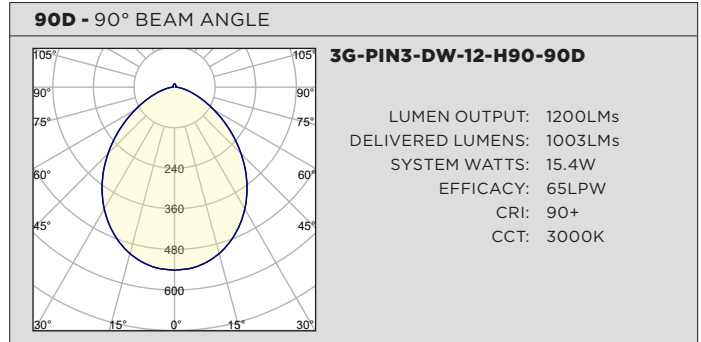 90D - 90° BEAM ANGLE
3G-PIN3-DW-12-H90-90D
LUMEN OUTPUT: 1200LMs
DELIVERED LUMENS: 1003LMs
SYSTEM WATTS: 15.4W
EFFICACY: 65LPW
CRI: 90+
CCT: 3000K
105° 105°
90° 90°
75° 75°
240
60° 60°
360
45° 45°
480
600
30° 15° 0° 15° 30°